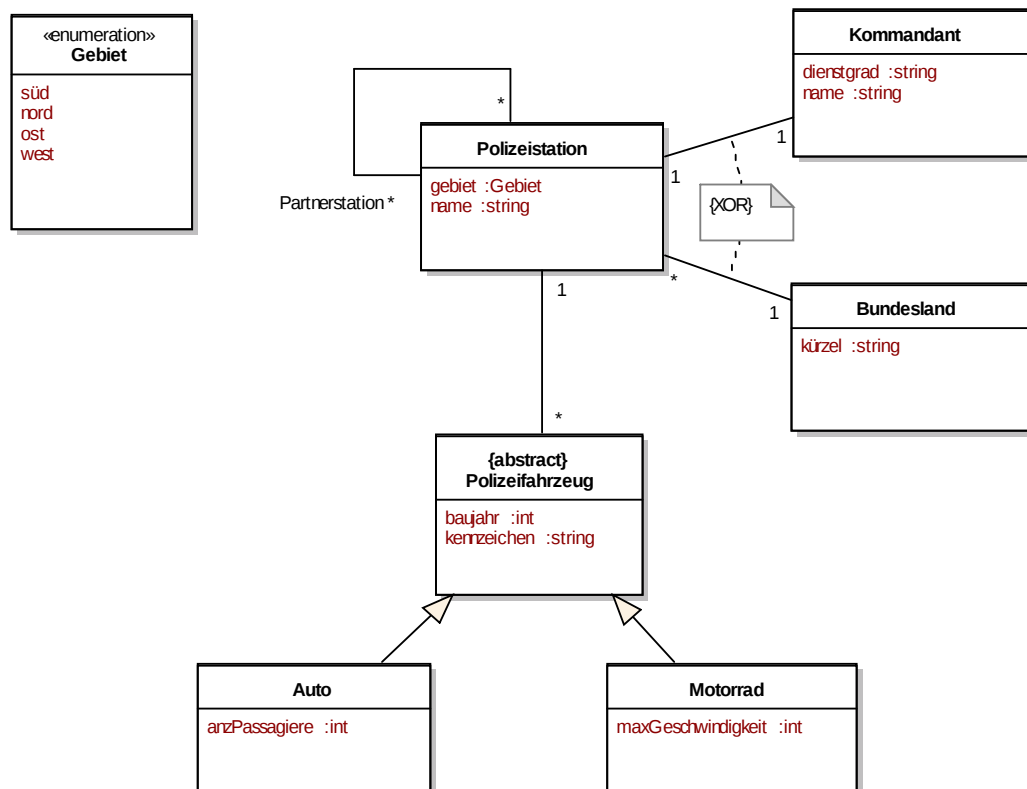 «enumeration»
Gebiet
süd
nord
ost
west
Kommandant
dienstgrad :string
name :string
*
Polizeistation
gebiet :Gebiet
name :string
Partnerstation *
1
1
{XOR}
*
1
Bundesland
kürzel :string
1
*
{abstract}
Polizeifahrzeug
baujahr :int
kennzeichen :string
Auto
anzPassagiere :int
Motorrad
maxGeschwindigkeit :int